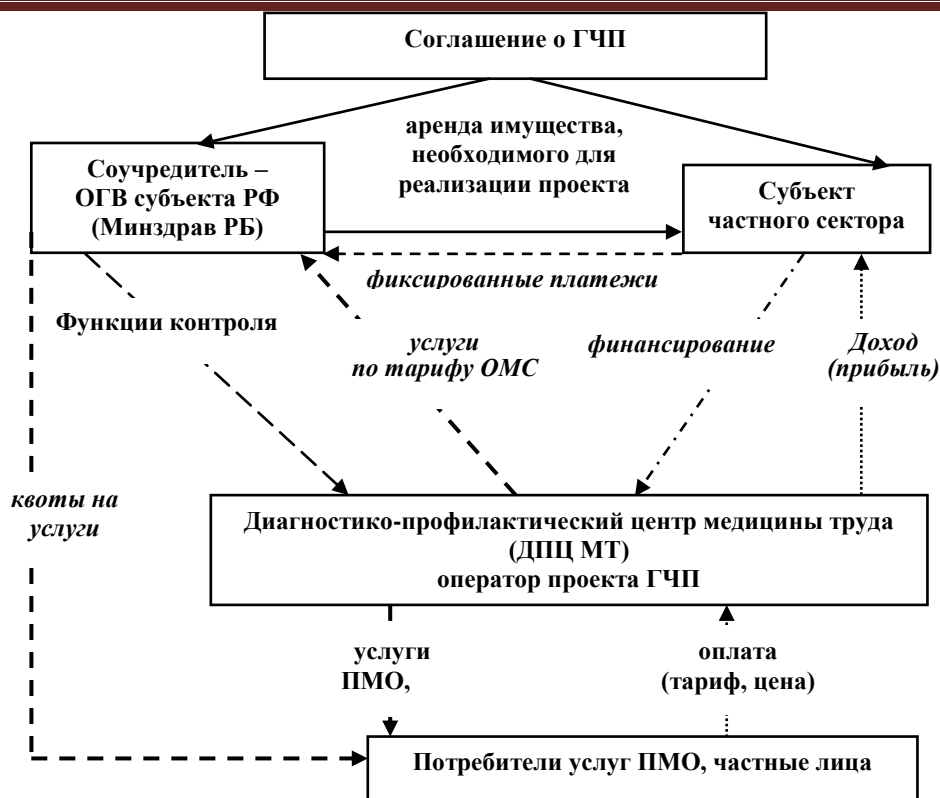 Соглашение о ГЧП
аренда имущества,
необходимого для
реализации проекта
Соучредитель –
ОГВ субъекта РФ
(Минздрав РБ)
Субъект
частного сектора
фиксированные платежи
Функции контроля
услуги
по тарифу ОМС
финансирование
Доход
(прибыль)
квоты на
услуги
Диагностико-профилактический центр медицины труда
(ДПЦ МТ)
оператор проекта ГЧП
услуги
ПМО,
оплата
(тариф, цена)
Потребители услуг ПМО, частные лица